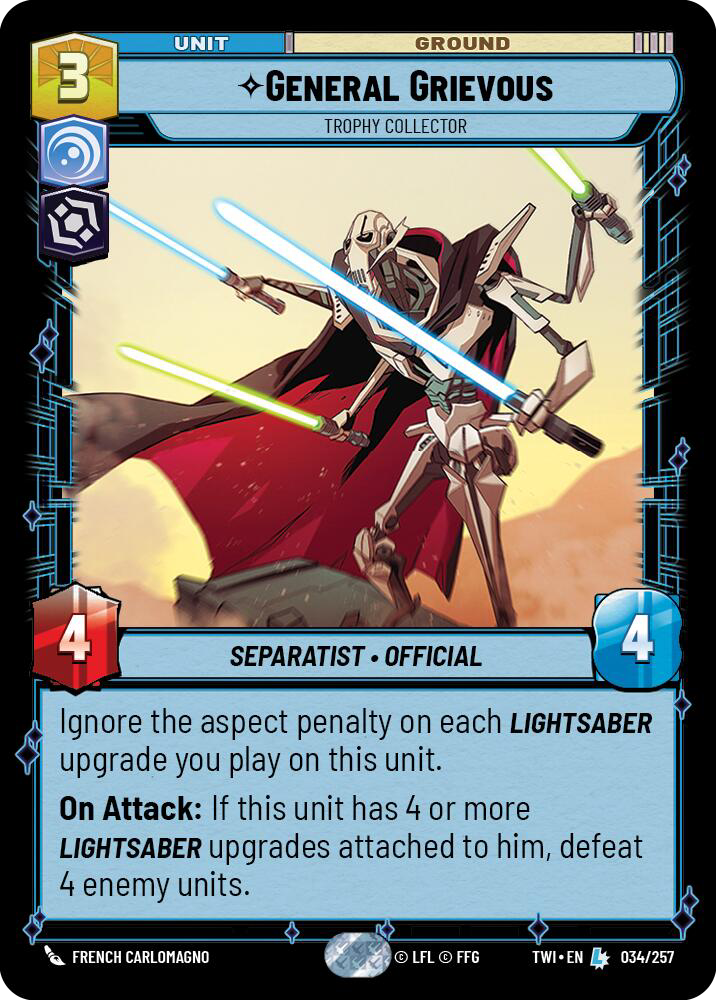 UNIT GROUND
3
✧GENERAL GRIEVOUS
TROPHY COLLECTOR
4 SEPARATIST • OFFICIAL 4
Ignore the aspect penalty on each LIGHTSABER
upgrade you play on this unit.
On Attack: If this unit has 4 or more
LIGHTSABER upgrades attached to him, defeat
4 enemy units.
FRENCH CARLOMAGNO © LFL © FFG TWI • EN L 034/257